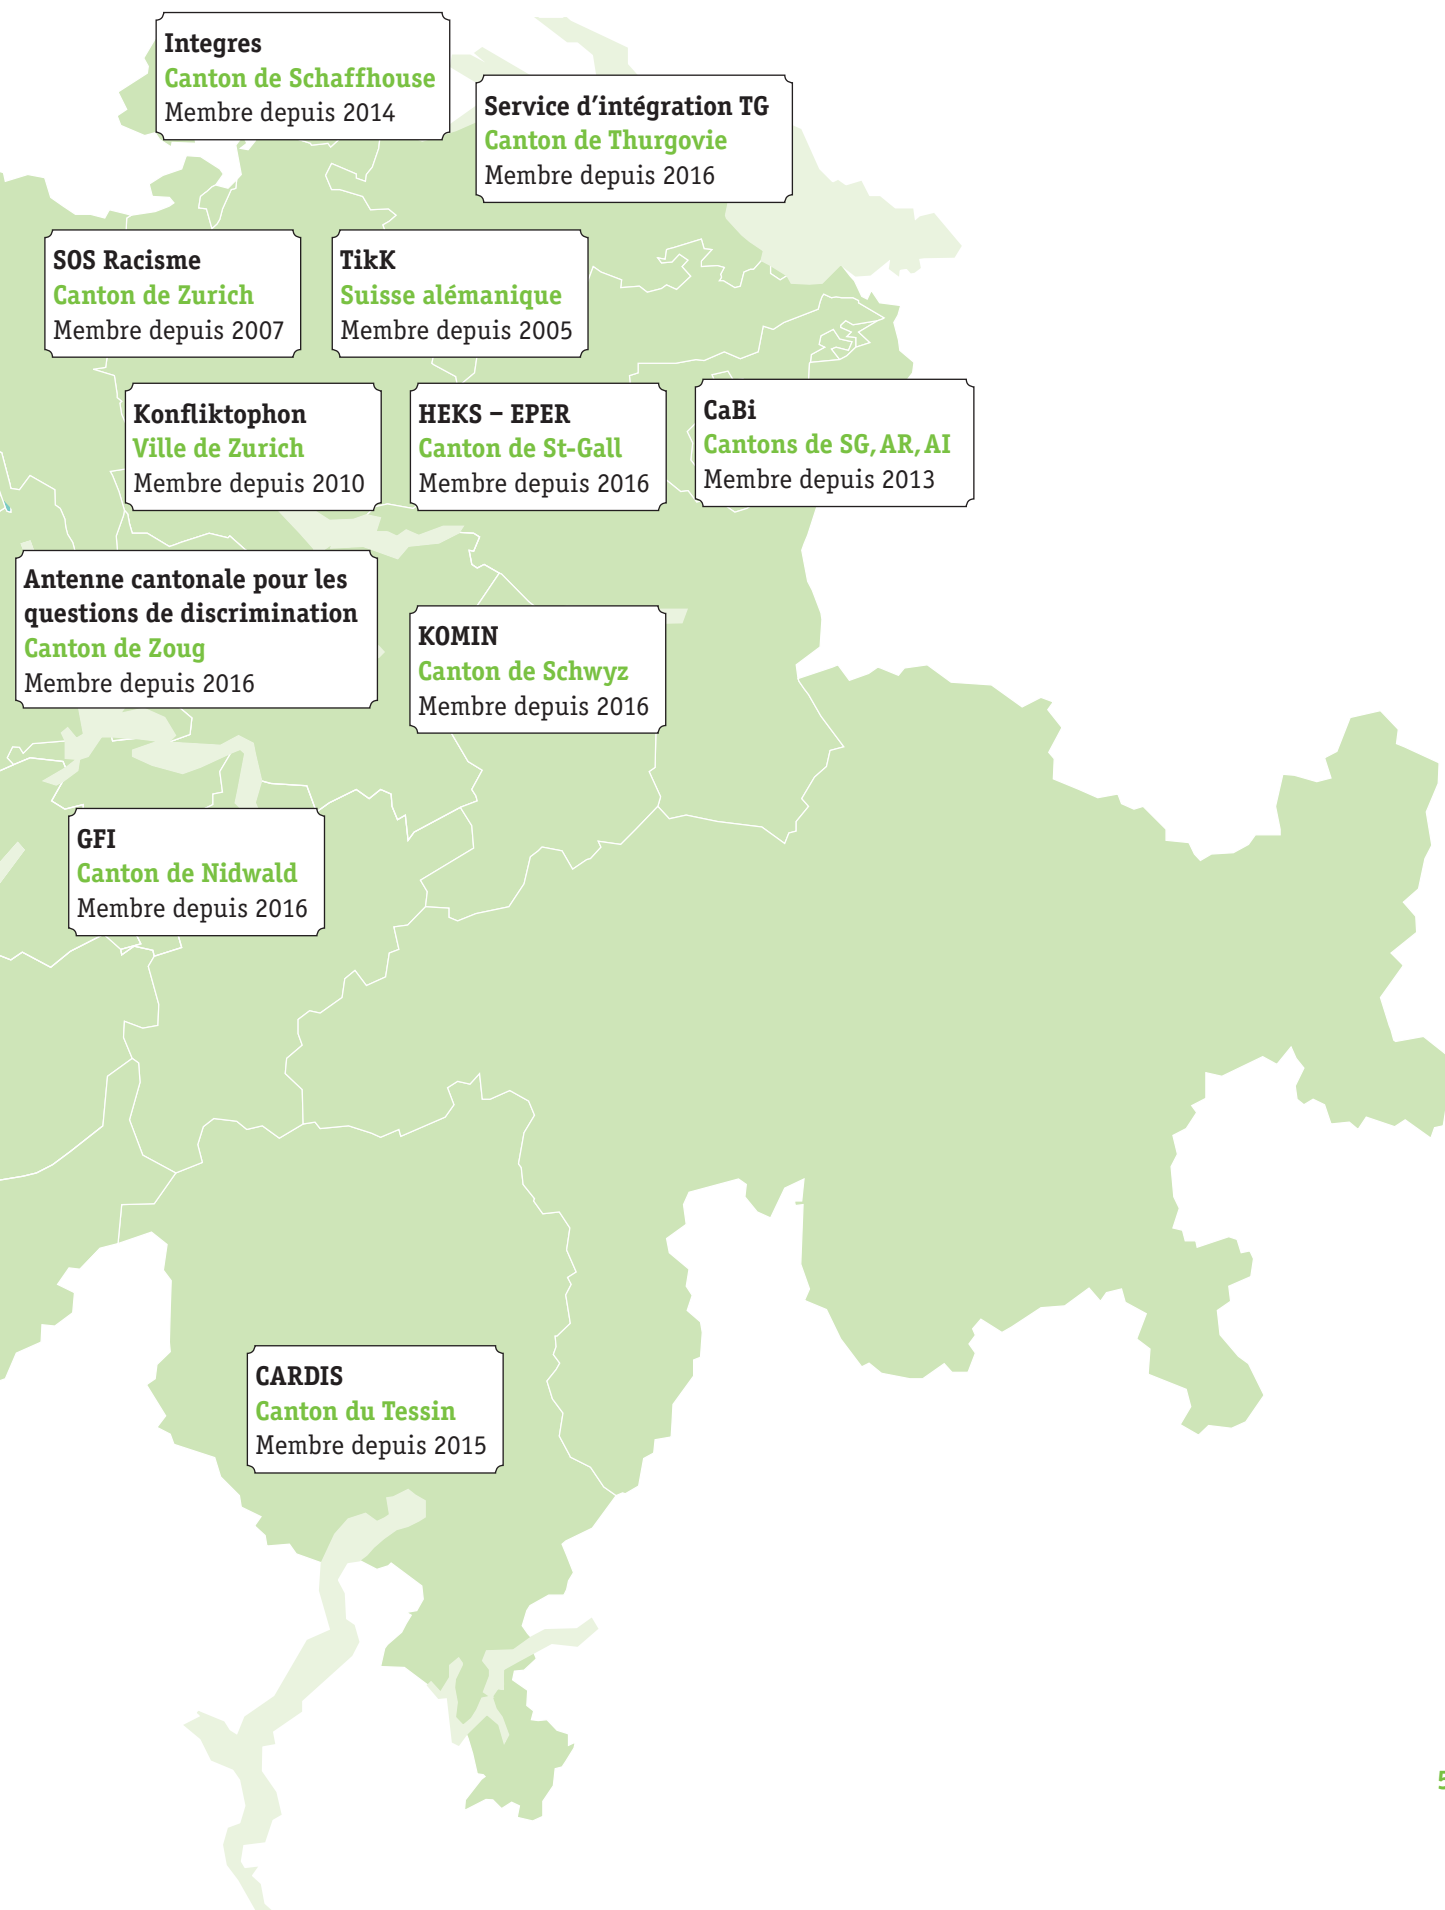 Integres
Canton de Schaffhouse
Membre depuis 2014
Service d’intégration TG
Canton de Thurgovie
Membre depuis 2016
SOS Racisme
Canton de Zurich
Membre depuis 2007
TikK
Suisse alémanique
Membre depuis 2005
Konfliktophon
Ville de Zurich
Membre depuis 2010
HEKS – EPER
Canton de St-Gall
Membre depuis 2016
CaBi
Cantons de SG, AR, AI
Membre depuis 2013
Antenne cantonale pour les
questions de discrimination
Canton de Zoug
Membre depuis 2016
KOMIN
Canton de Schwyz
Membre depuis 2016
GFI
Canton de Nidwald
Membre depuis 2016
CARDIS
Canton du Tessin
Membre depuis 2015